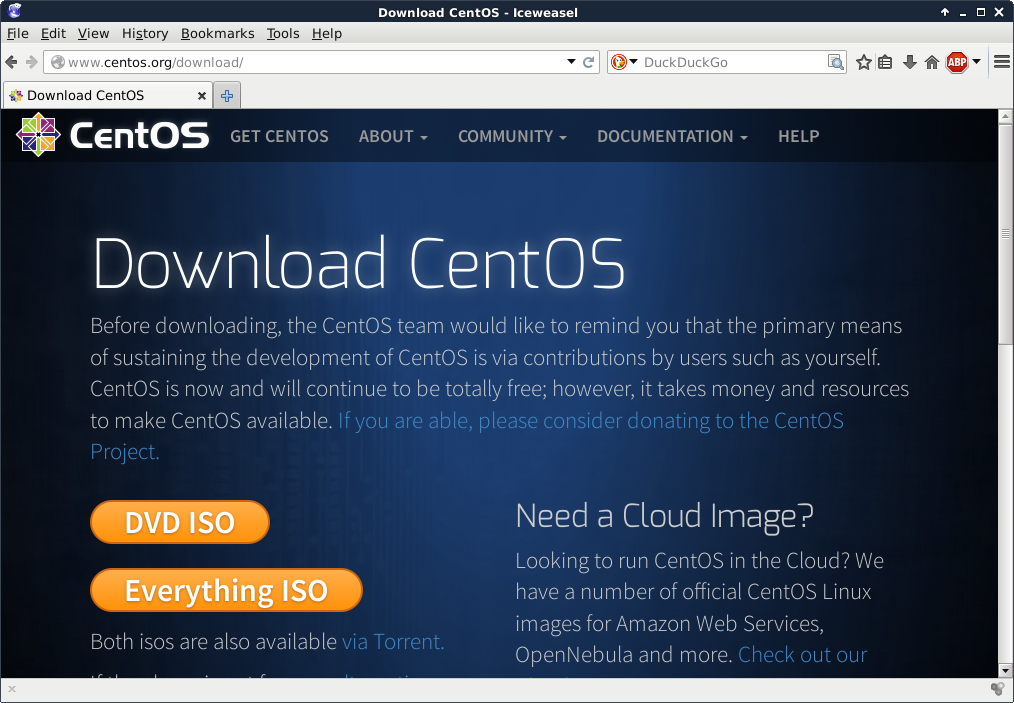 Download CentOS - Iceweasel
File Edit View History Bookmarks Tools Help
www.centos.org/download/
DuckDuckGo
ABP
Download CentOS
CentOS GET CENTOS ABOUT COMMUNITY DOCUMENTATION HELP
Download CentOS
Before downloading, the CentOS team would like to remind you that the primary means
of sustaining the development of CentOS is via contributions by users such as yourself.
CentOS is now and will continue to be totally free; however, it takes money and resources
to make CentOS available. If you are able, please consider donating to the CentOS
Project.
DVD ISO
Everything ISO
Both isos are also available via Torrent.
Need a Cloud Image?
Looking to run CentOS in the Cloud? We
have a number of official CentOS Linux
images for Amazon Web Services,
OpenNebula and more. Check out our